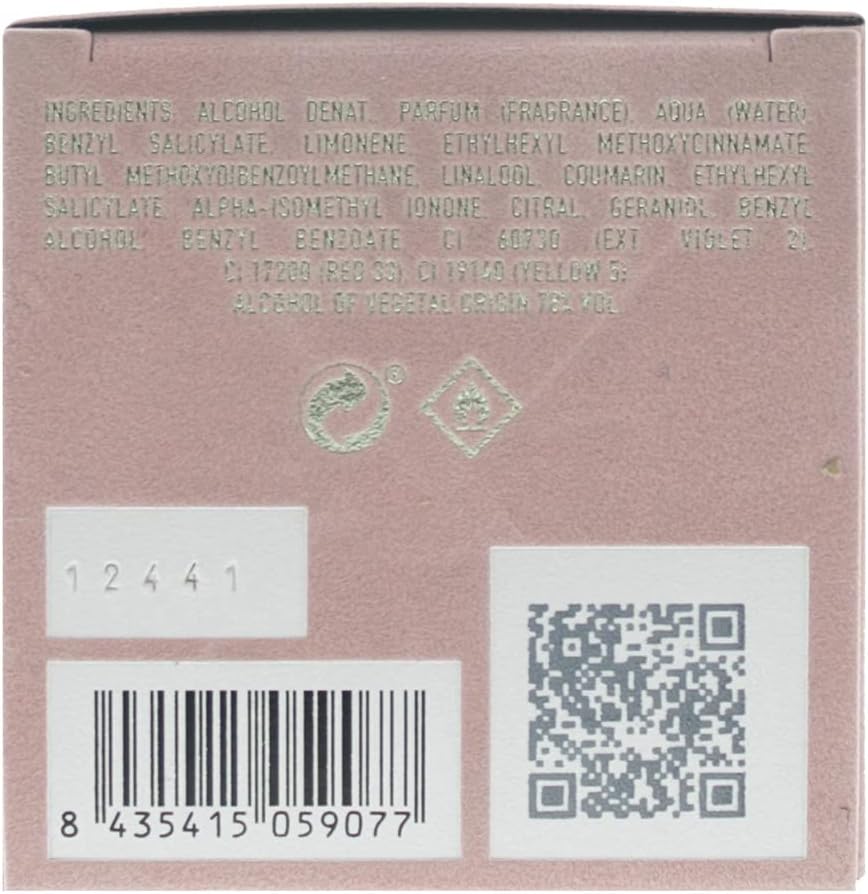 INGREDIENTS: ALCOHOL DENAT., PARFUM (FRAGRANCE), AQUA (WATER),
BENZYL SALICYLATE, LIMONENE, ETHYLHEXYL METHOXYCINNAMATE,
BUTYL METHOXYDIBENZOYLMETHANE, LINALOOL, COUMARIN, ETHYLHEXYL
SALICYLATE, ALPHA-ISOMETHYL IONONE, CITRAL, GERANIOL, BENZYL
ALCOHOL, BENZYL BENZOATE, CI 60730 (EXT. VIOLET 2),
CI 17200 (RED 33), CI 19140 (YELLOW 5)
ALCOHOL OF VEGETAL ORIGIN 78% VOL.
®
12441
8 435415 059077